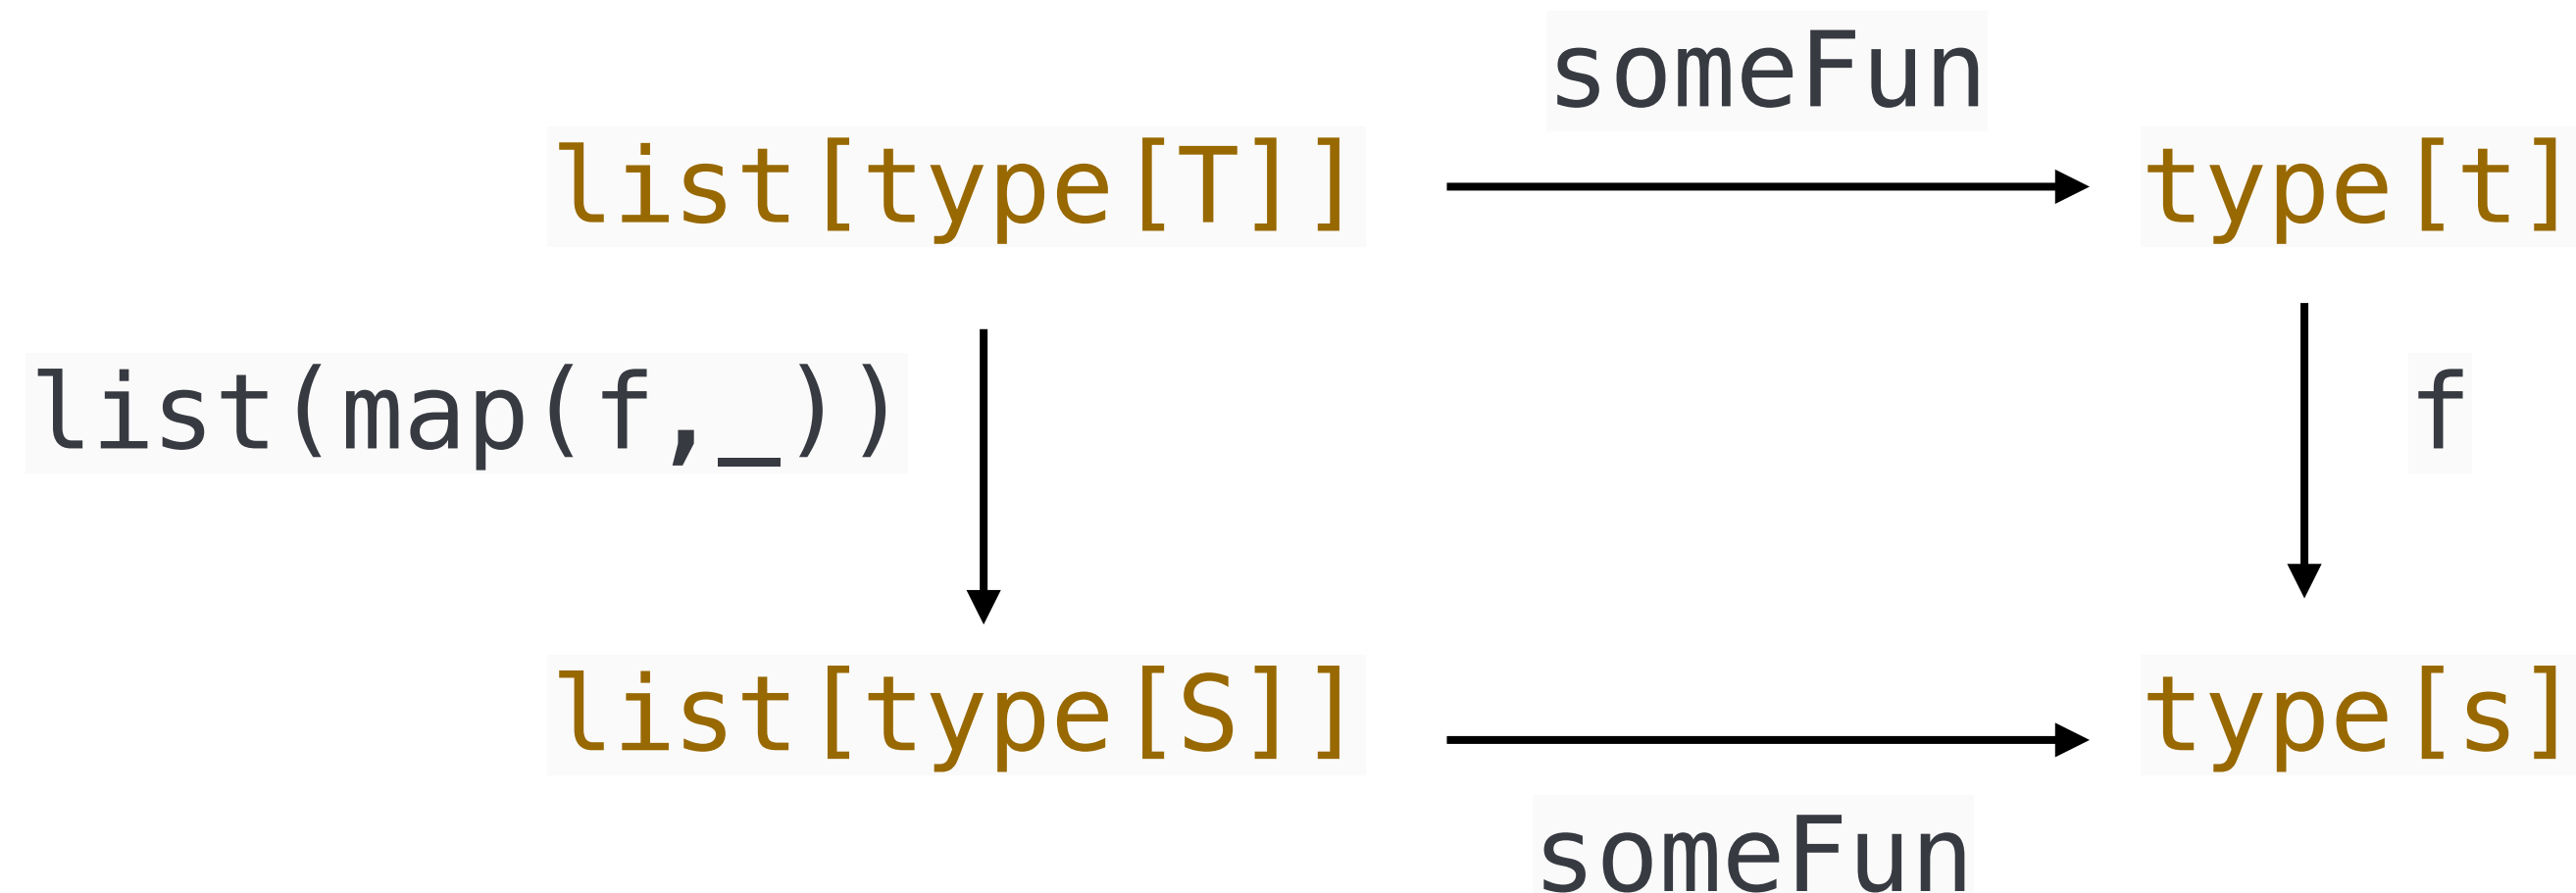 someFun
list[type[T]]
type[t]
list(map(f,_))
f
list[type[S]]
type[s]
someFun